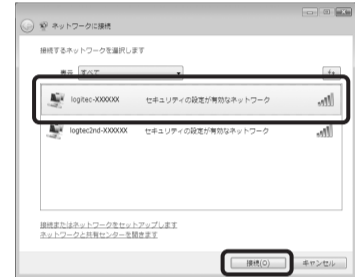 ネットワークに接続
接続するネットワークを選択します
表示 すべて
logitec-XXXXXX セキュリティの設定が有効なネットワーク
logtec2nd-XXXXXX セキュリティの設定が有効なネットワーク
接続またはネットワークをセットアップします
ネットワークと共有センターを開きます
接続(O) キャンセル